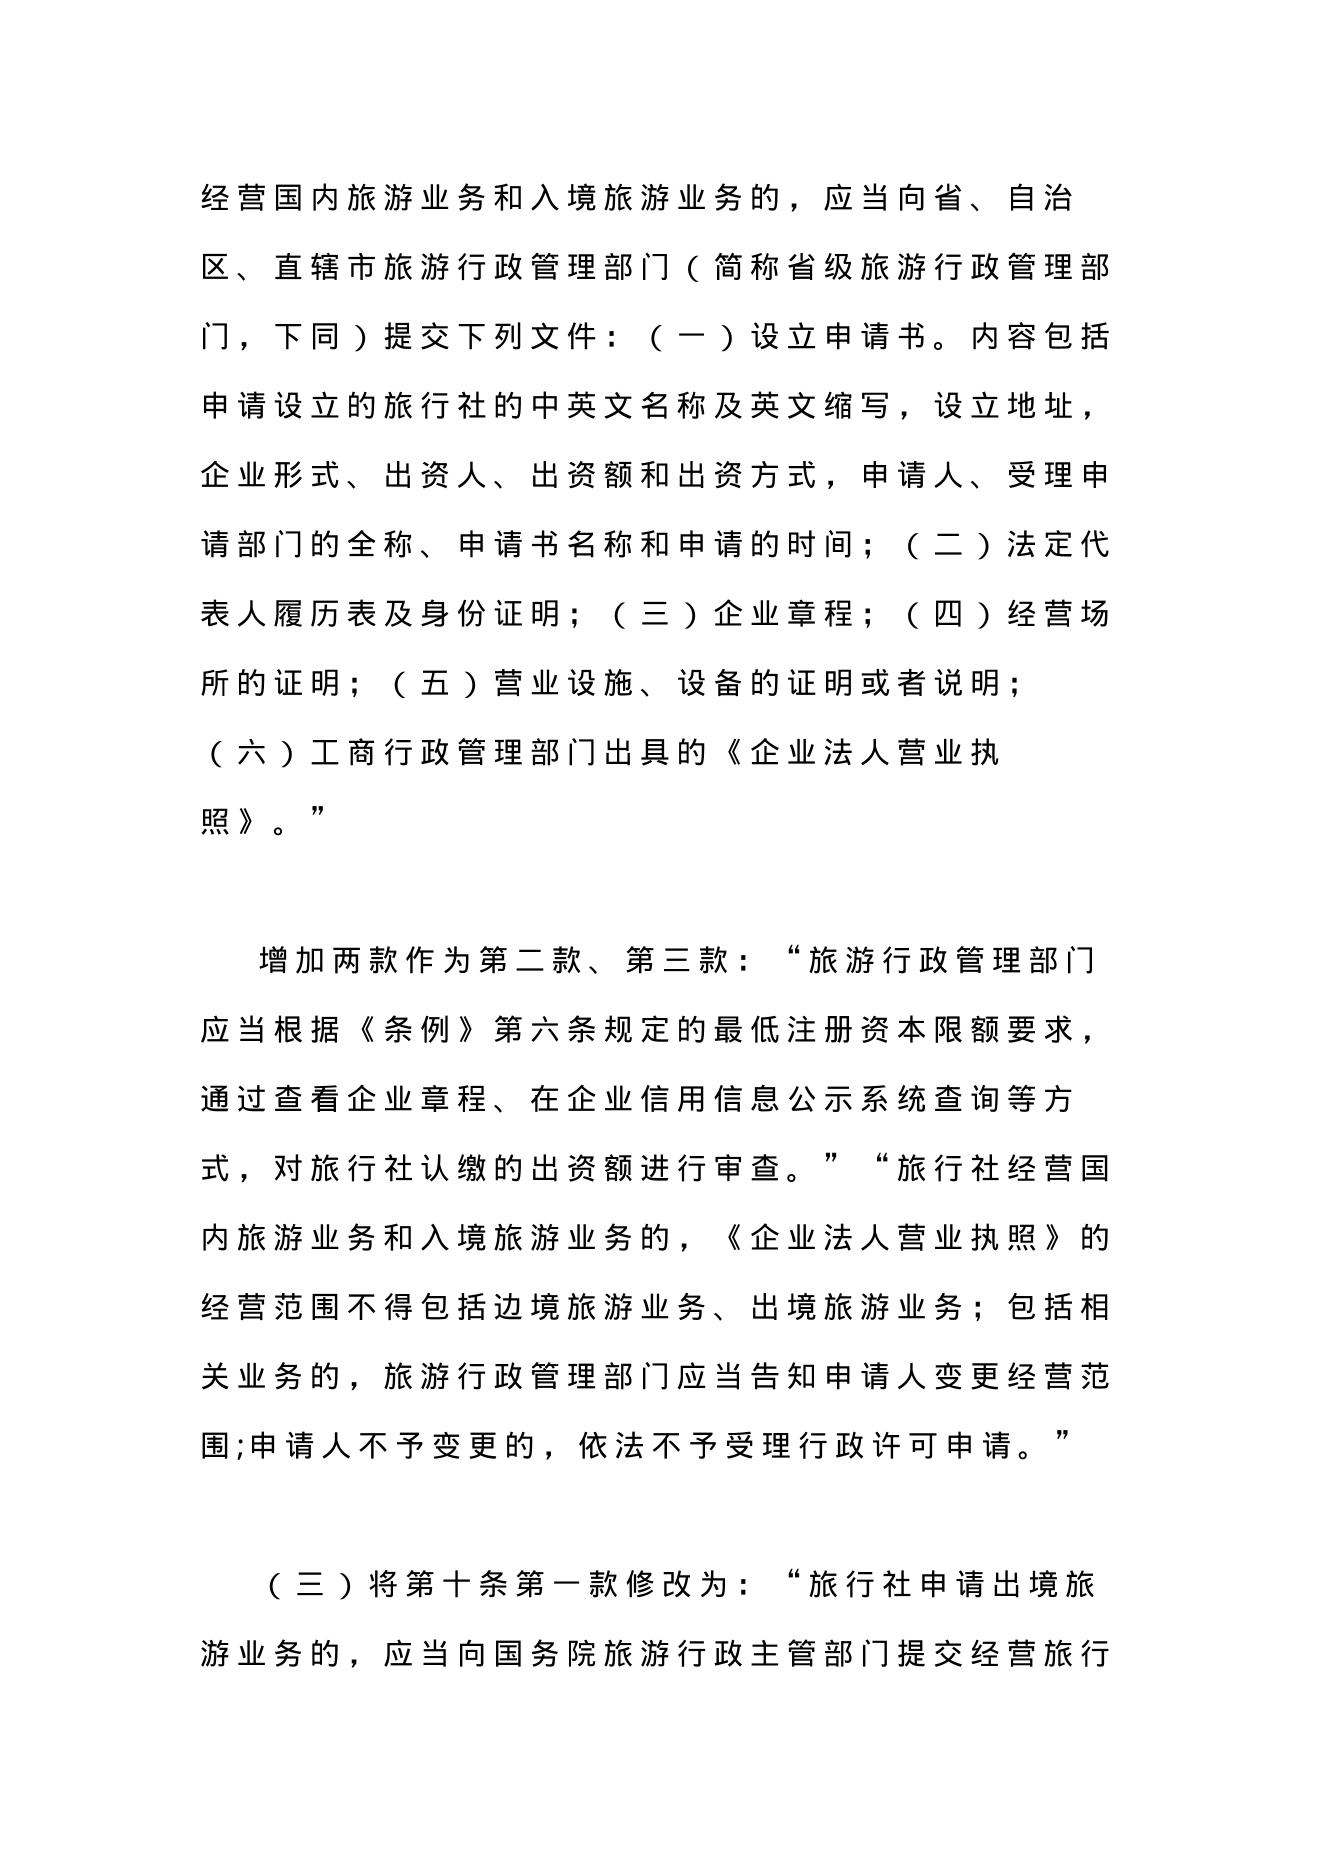 经营国内旅游业务和入境旅游业务的，应当向省、自治
区、直辖市旅游行政管理部门（简称省级旅游行政管理部
门，下同）提交下列文件：（一）设立申请书。内容包括
申请设立的旅行社的中英文名称及英文缩写，设立地址，
企业形式、出资人、出资额和出资方式，申请人、受理申
请部门的全称、申请书名称和申请的时间；（二）法定代
表人履历表及身份证明；（三）企业章程；（四）经营场
所的证明；（五）营业设施、设备的证明或者说明；
（六）工商行政管理部门出具的《企业法人营业执
照》。”
增加两款作为第二款、第三款：“旅游行政管理部门
应当根据《条例》第六条规定的最低注册资本限额要求，
通过查看企业章程、在企业信用信息公示系统查询等方
式，对旅行社认缴的出资额进行审查。”“旅行社经营国
内旅游业务和入境旅游业务的，《企业法人营业执照》的
经营范围不得包括边境旅游业务、出境旅游业务；包括相
关业务的，旅游行政管理部门应当告知申请人变更经营范
围;申请人不予变更的，依法不予受理行政许可申请。”
（三）将第十条第一款修改为：“旅行社申请出境旅
游业务的，应当向国务院旅游行政主管部门提交经营旅行